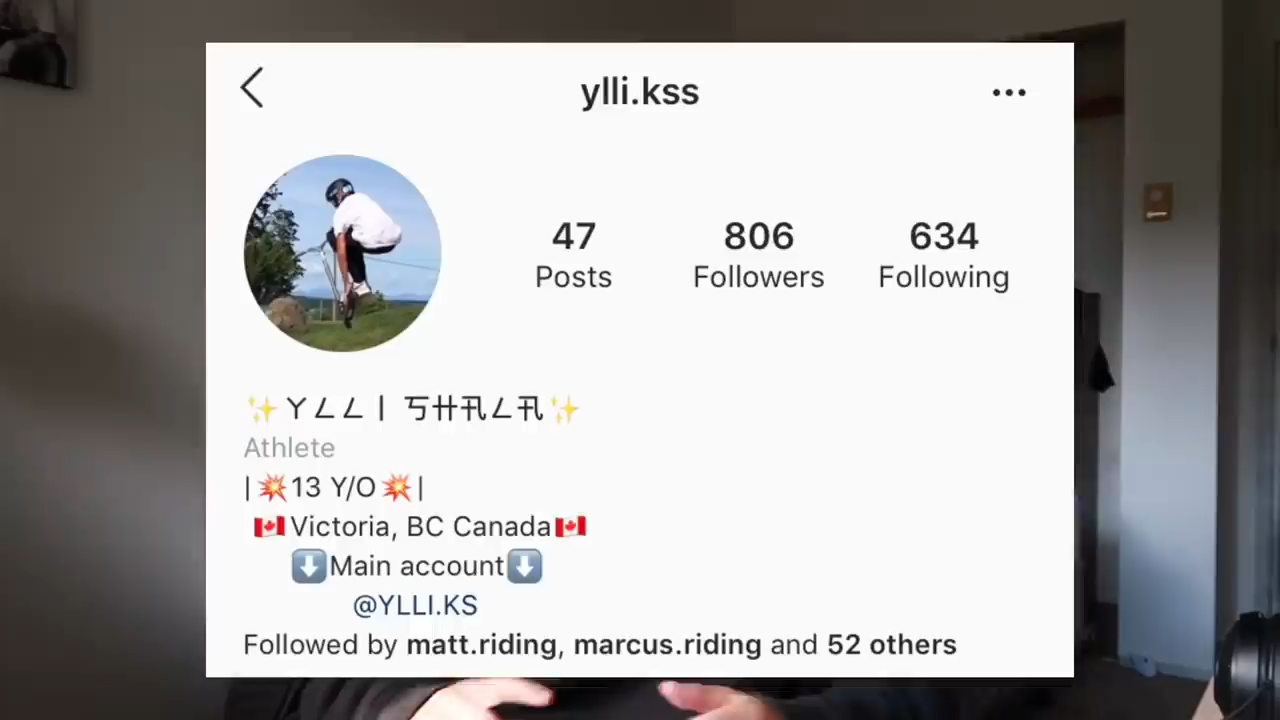 ylli.kss
47 806 634
Posts Followers Following
✨ㄚㄥㄥ丨 ㄎ卄卂ㄥ卂✨
Athlete
|💥13 Y/O💥|
🇨🇦Victoria, BC Canada🇨🇦
⬇️Main account⬇️
@YLLI.KS
Followed by matt.riding, marcus.riding and 52 others